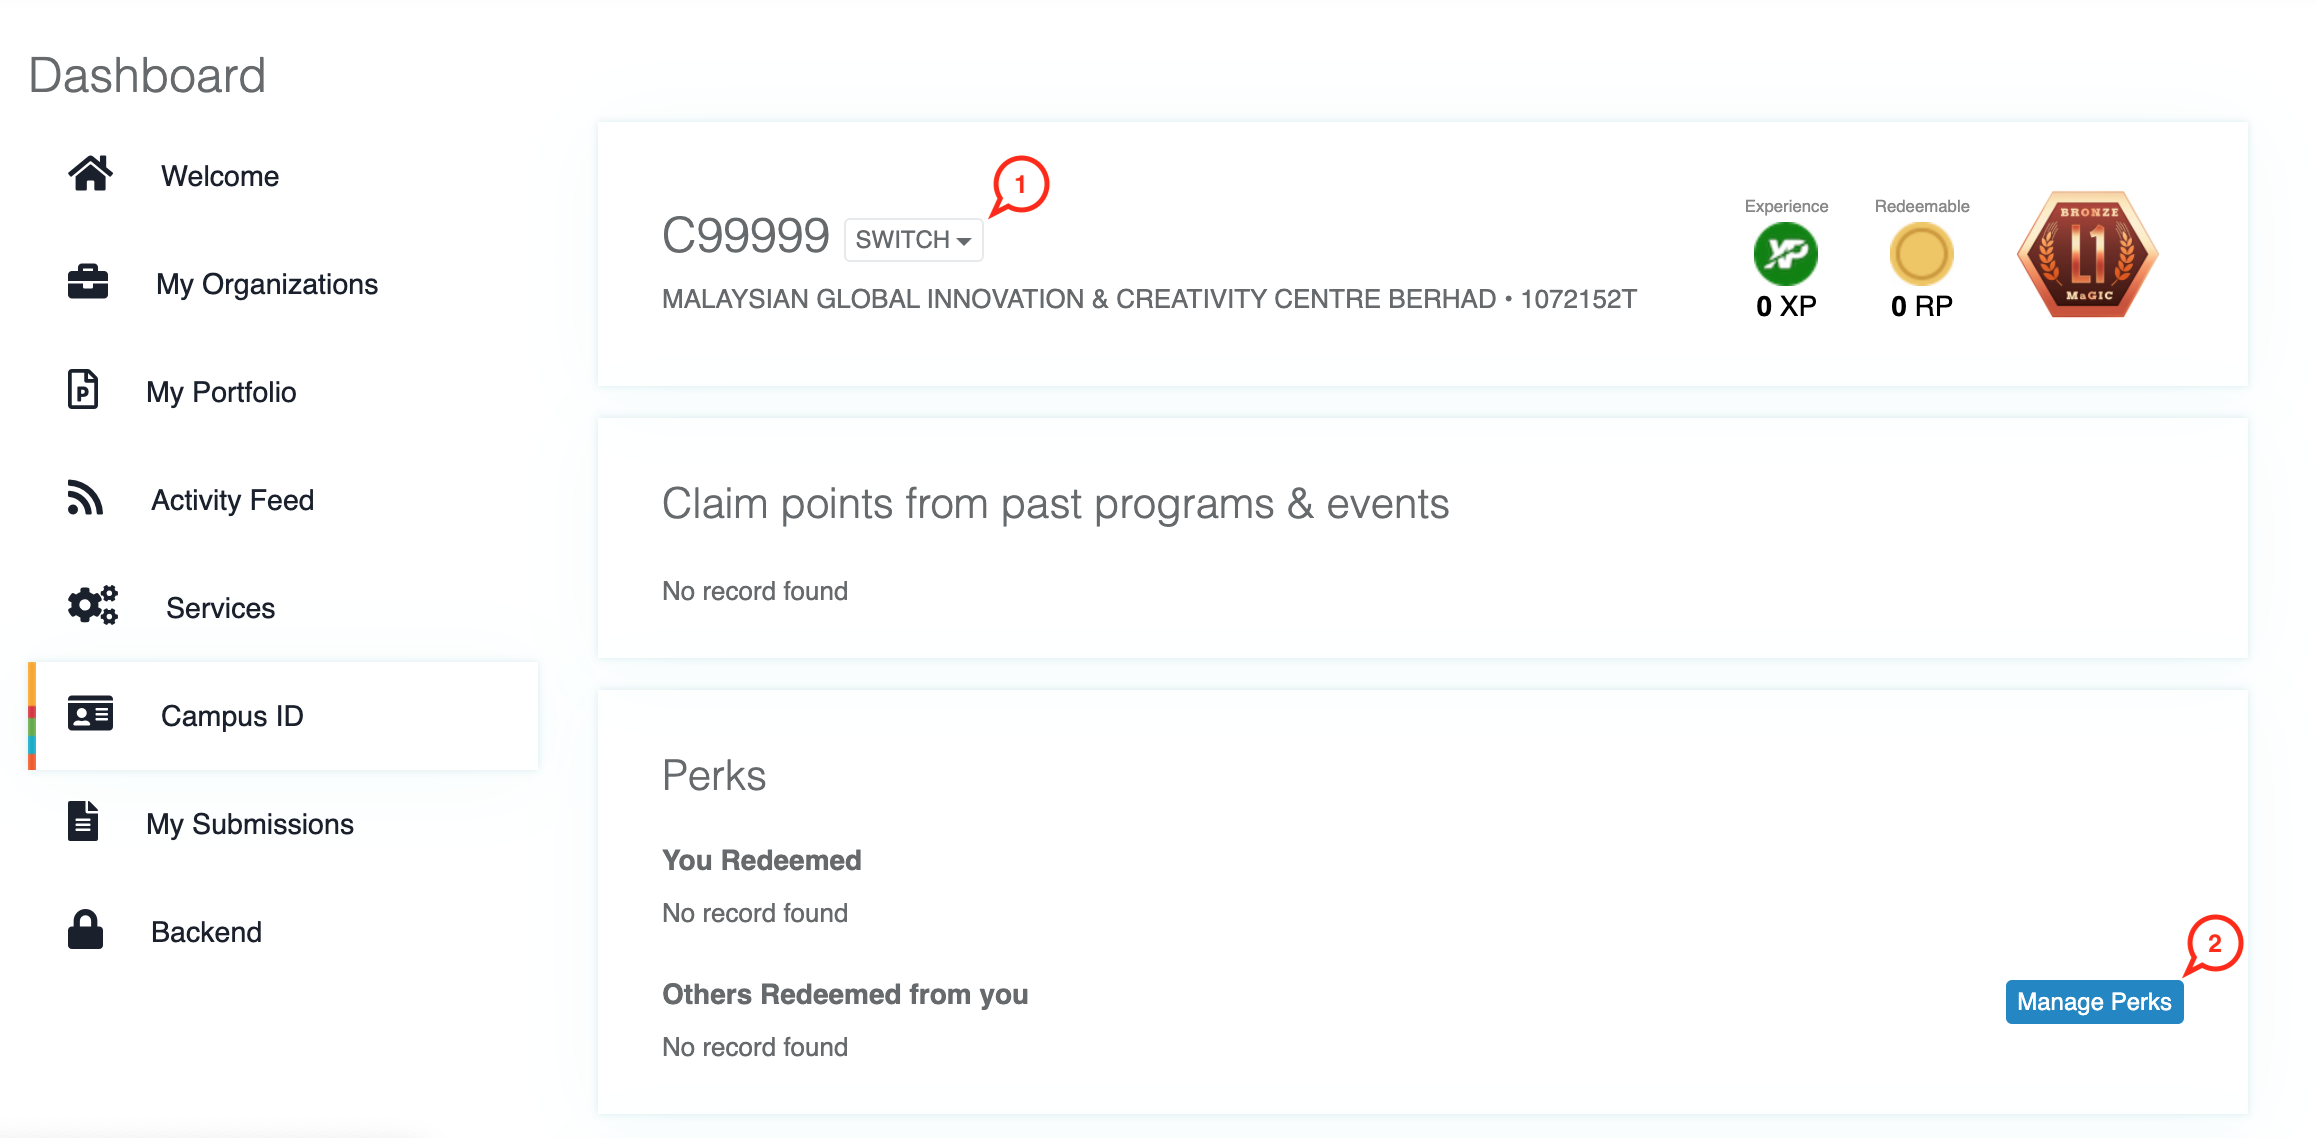 Dashboard
Welcome
My Organizations
My Portfolio
Activity Feed
Services
Campus ID
My Submissions
Backend
1
C99999 SWITCH
MALAYSIAN GLOBAL INNOVATION & CREATIVITY CENTRE BERHAD • 1072152T
Experience
XP
0 XP
Redeemable
0 RP
BRONZE
L1
MaGIC
Claim points from past programs & events
No record found
Perks
You Redeemed
No record found
Others Redeemed from you
No record found
2
Manage Perks